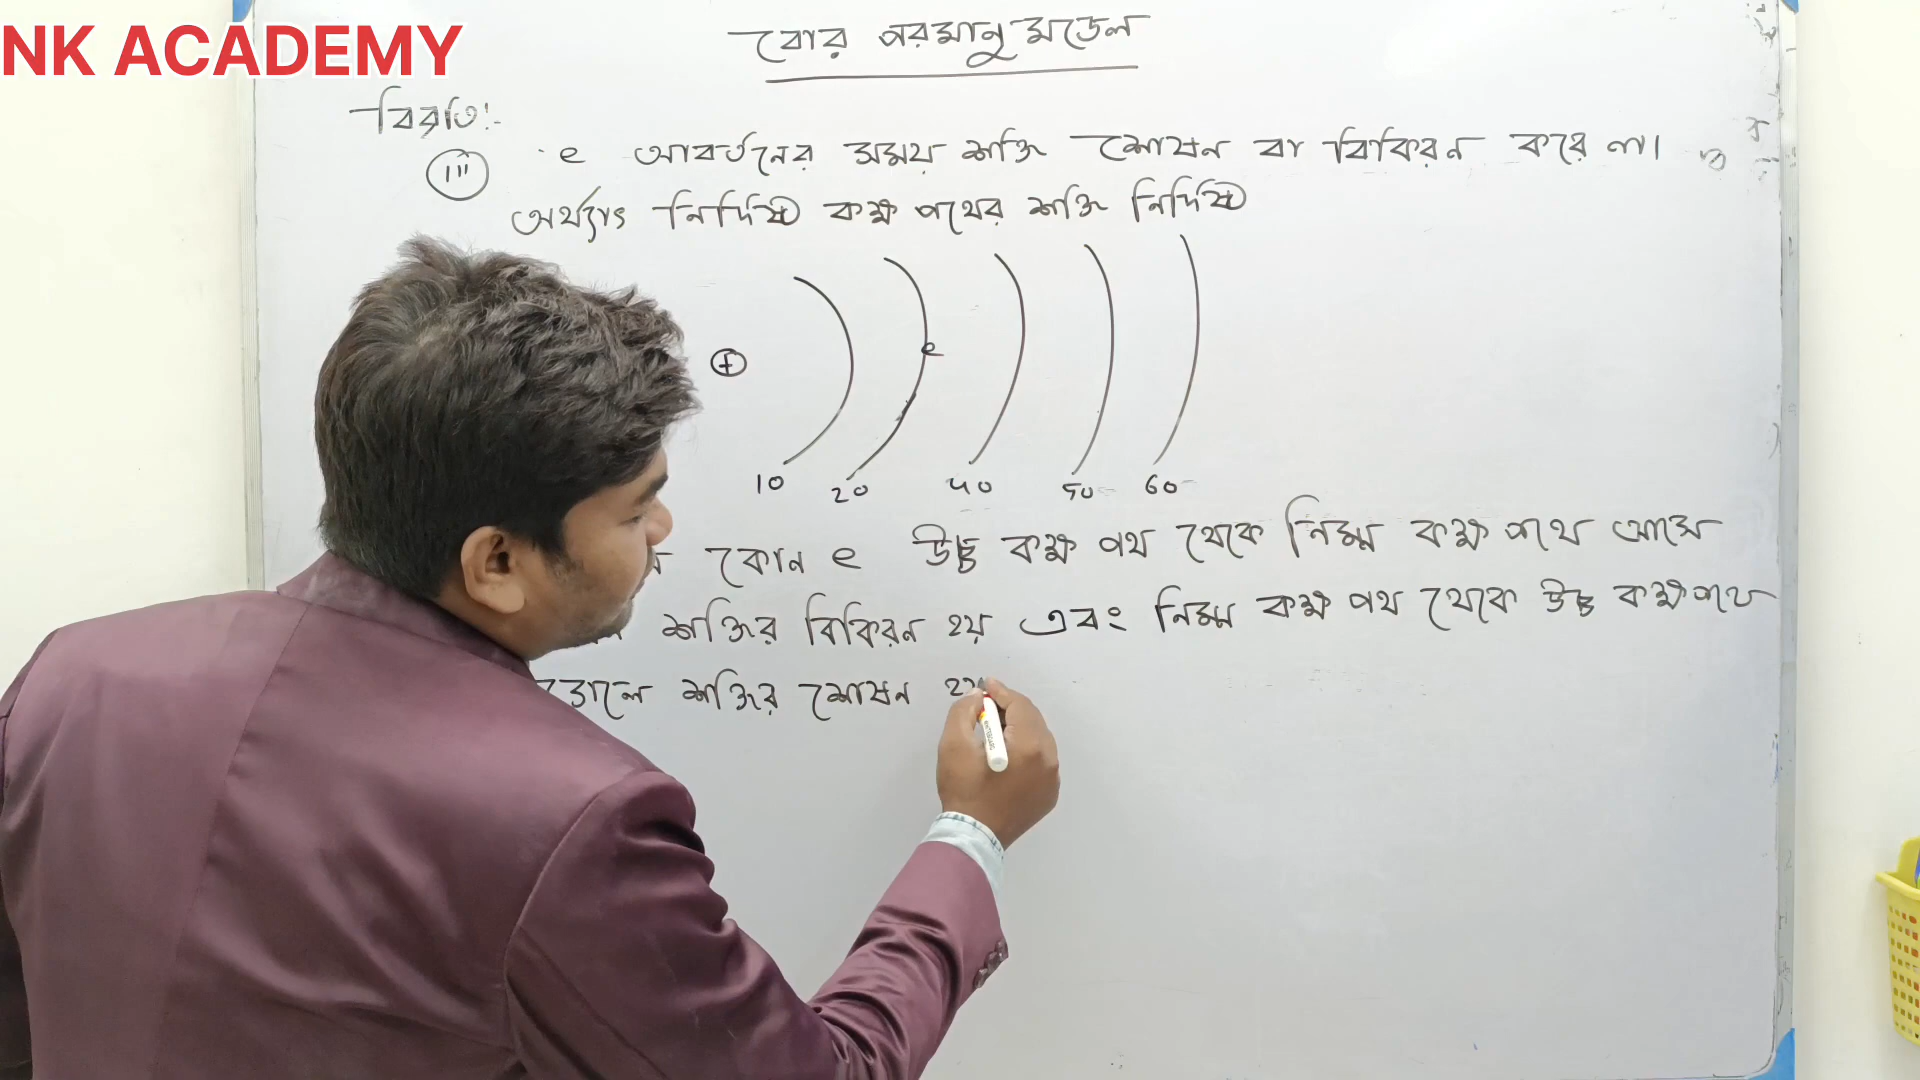 NK ACADEMY
বোর পরমানু মডেল
বিবৃতি:-
(iii) e আবর্তনের সময় শক্তি শোষন বা বিকিরন করে না।
অর্থ্যাৎ নির্দিষ্ট কক্ষ পথের শক্তি নির্দিষ্ট
+ e
10 20 40 50 60
কোন e উচ্চ কক্ষ পথ থেকে নিম্ন কক্ষ পথে আসে
শক্তির বিকিরন হয় এবং নিম্ন কক্ষ পথ থেকে উচ্চ কক্ষপথে
শক্তির শোষন হয়